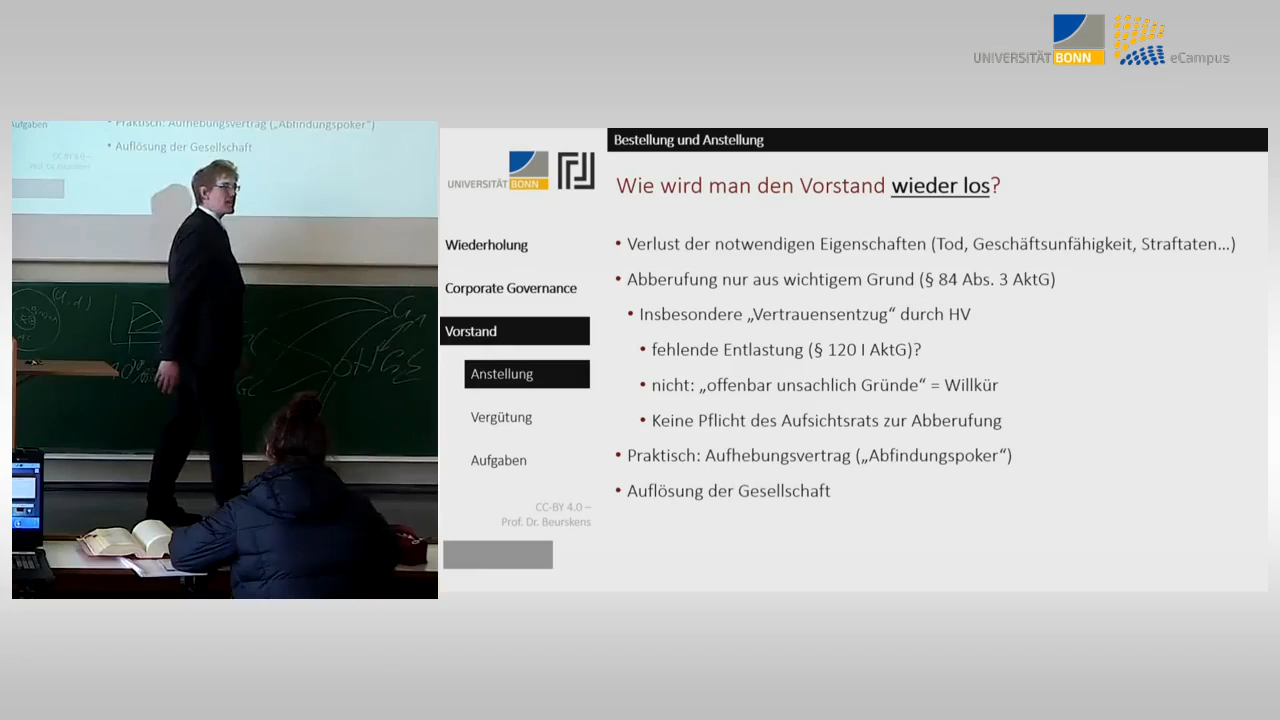 UNIVERSITÄT BONN
eCampus
Aufgaben
• Praktisch: Aufhebungsvertrag („Abfindungspoker")
CC BY 4.0 –
• Auflösung der Gesellschaft
Bestellung und Anstellung
UNIVERSITÄT BONN
Wie wird man den Vorstand wieder los?
Wiederholung
Corporate Governance
Vorstand
Anstellung
Vergütung
Aufgaben
CC-BY 4.0 –
Prof. Dr. Beurskens
• Verlust der notwendigen Eigenschaften (Tod, Geschäftsunfähigkeit, Straftaten...)
• Abberufung nur aus wichtigem Grund (§ 84 Abs. 3 AktG)
• Insbesondere „Vertrauensentzug" durch HV
• fehlende Entlastung (§ 120 I AktG)?
• nicht: „offenbar unsachlich Gründe" = Willkür
• Keine Pflicht des Aufsichtsrats zur Abberufung
• Praktisch: Aufhebungsvertrag („Abfindungspoker“)
• Auflösung der Gesellschaft